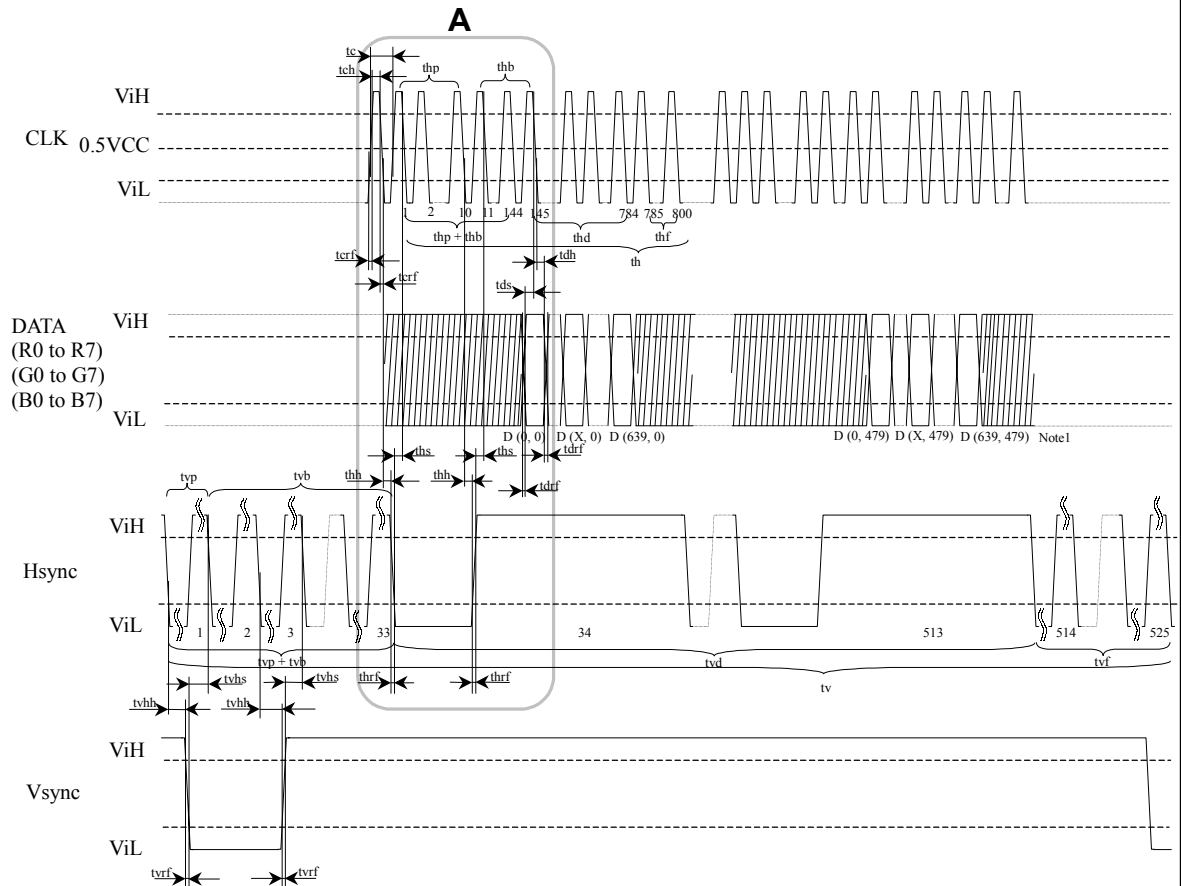 A
tc
tch
thp
thb
ViH
CLK
0.5VCC
ViL
1 2 10 11 144 145 784 785 800
thp + thb
thd
thf
th
tcrf
tcrf
tdh
tds
DATA
(R0 to R7)
(G0 to G7)
(B0 to B7)
ViH
ViL
D (0, 0) D (X, 0) D (639, 0) D (0, 479) D (X, 479) D (639, 479) Note1
ths
ths
tdrf
thh
thh
tdrf
tvp
tvb
ViH
Hsync
ViL
1 2 3 33 34 513 514 525
tvp + tvb
tvd
tvf
tv
tvhs
tvhs
thrf
thrf
tvhh
tvhh
ViH
Vsync
ViL
tvrf
tvrf